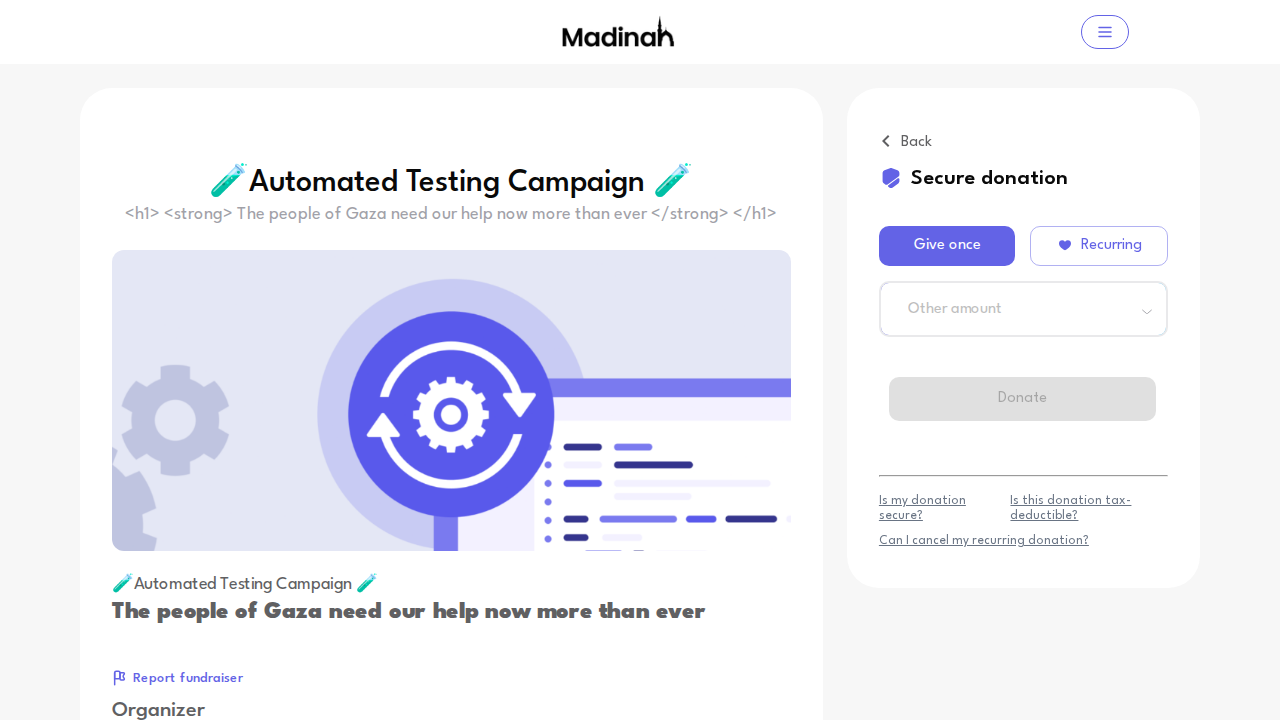 Madinah
🧪Automated Testing Campaign 🧪
<h1> <strong> The people of Gaza need our help now more than ever </strong> </h1>
🧪Automated Testing Campaign 🧪
The people of Gaza need our help now more than ever
Report fundraiser
Organizer
Back
Secure donation
Give once
Recurring
Other amount
Donate
Is my donation
secure?
Is this donation tax-
deductible?
Can I cancel my recurring donation?